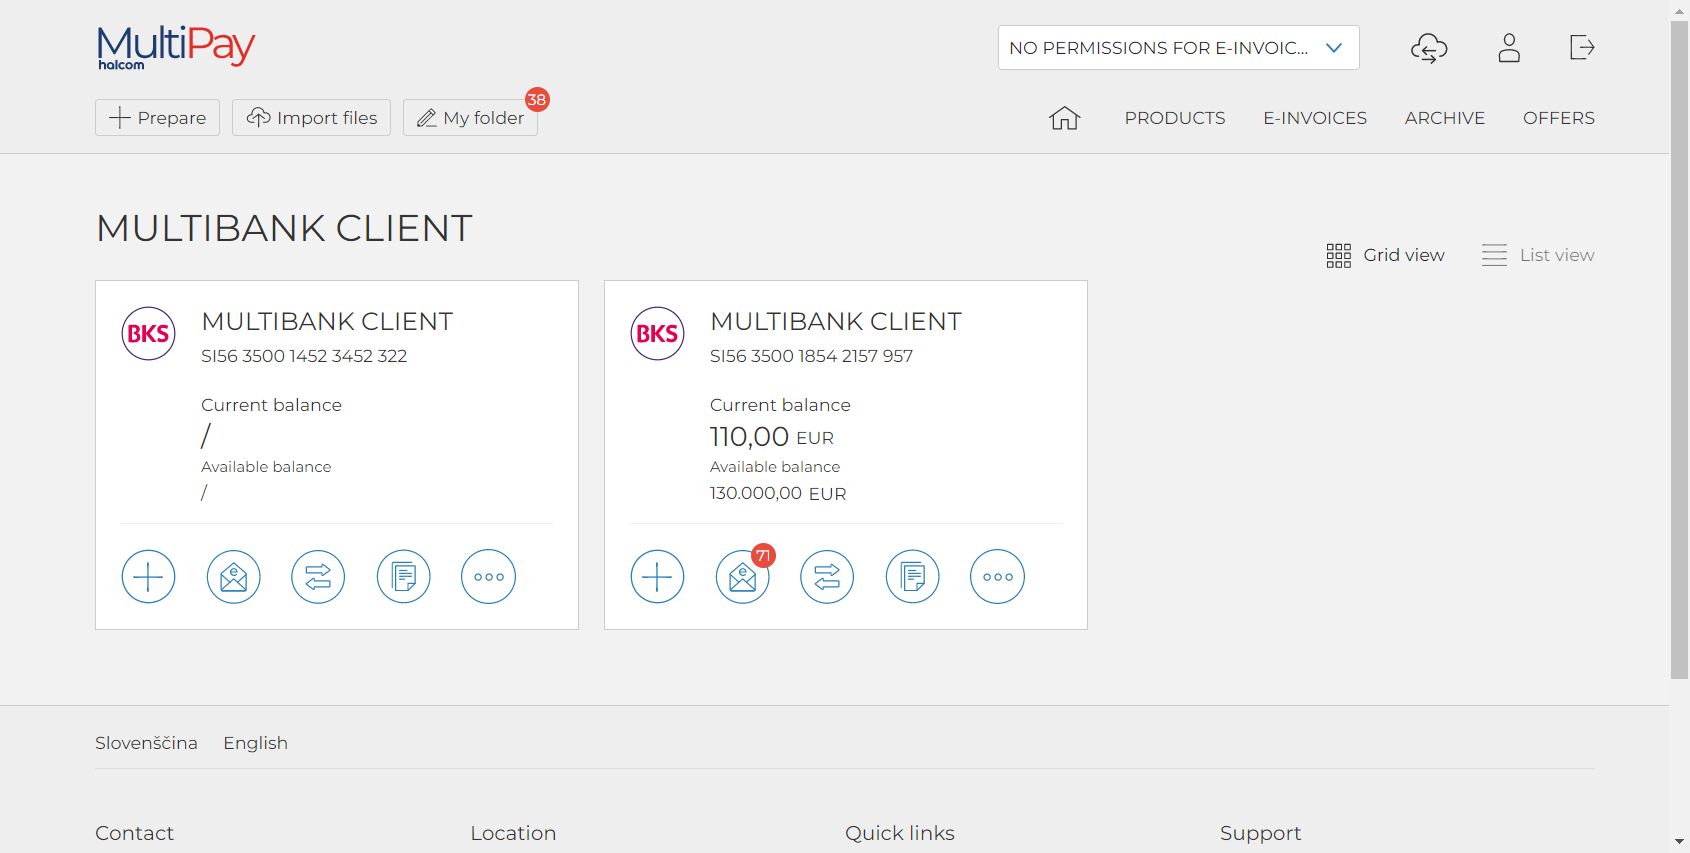 MultiPay
halcom
NO PERMISSIONS FOR E-INVOIC...
Prepare
Import files
My folder
38
PRODUCTS
E-INVOICES
ARCHIVE
OFFERS
MULTIBANK CLIENT
Grid view
List view
BKS
MULTIBANK CLIENT
SI56 3500 1452 3452 322
Current balance
/
Available balance
/
e
BKS
MULTIBANK CLIENT
SI56 3500 1854 2157 957
Current balance
110,00 EUR
Available balance
130.000,00 EUR
e
71
Slovenščina
English
Contact
Location
Quick links
Support